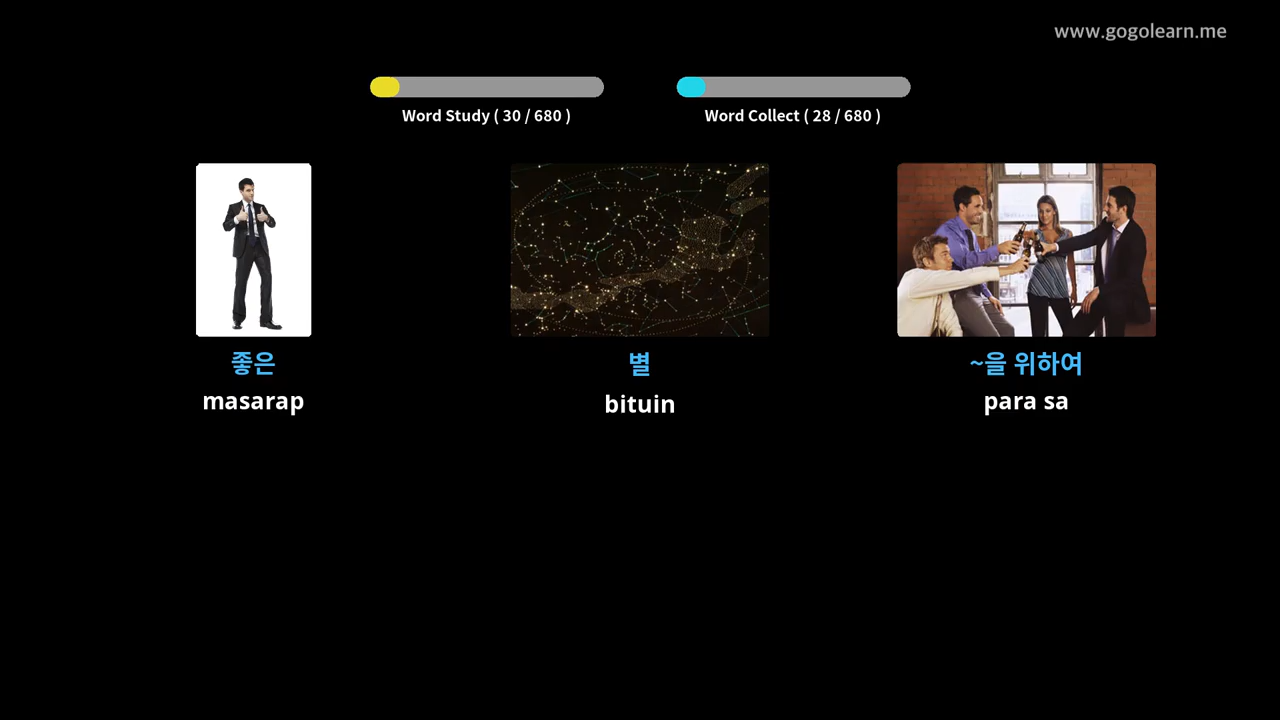 www.gogolearn.me
Word Study ( 30 / 680 )
Word Collect ( 28 / 680 )
좋은
masarap
별
bituin
~을 위하여
para sa